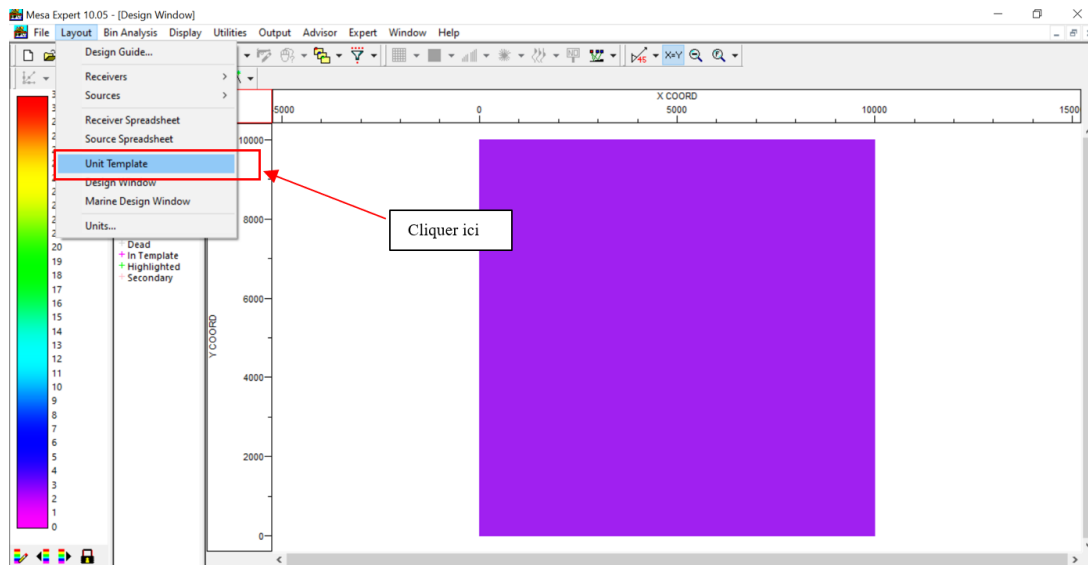 Mesa Expert 10.05 - [Design Window]
File Layout Bin Analysis Display Utilities Output Advisor Expert Window Help
Design Guide...
Receivers
Sources
Receiver Spreadsheet
Source Spreadsheet
Unit Template
Design Window
Marine Design Window
Units...
45 X=Y
Cliquer ici
Dead
In Template
Highlighted
Secondary
20
19
18
17
16
15
14
13
12
11
10
9
8
7
6
5
4
3
2
1
0
X COORD
5000 0 5000 10000 1500
Y COORD
10000
8000
6000
4000
2000
0